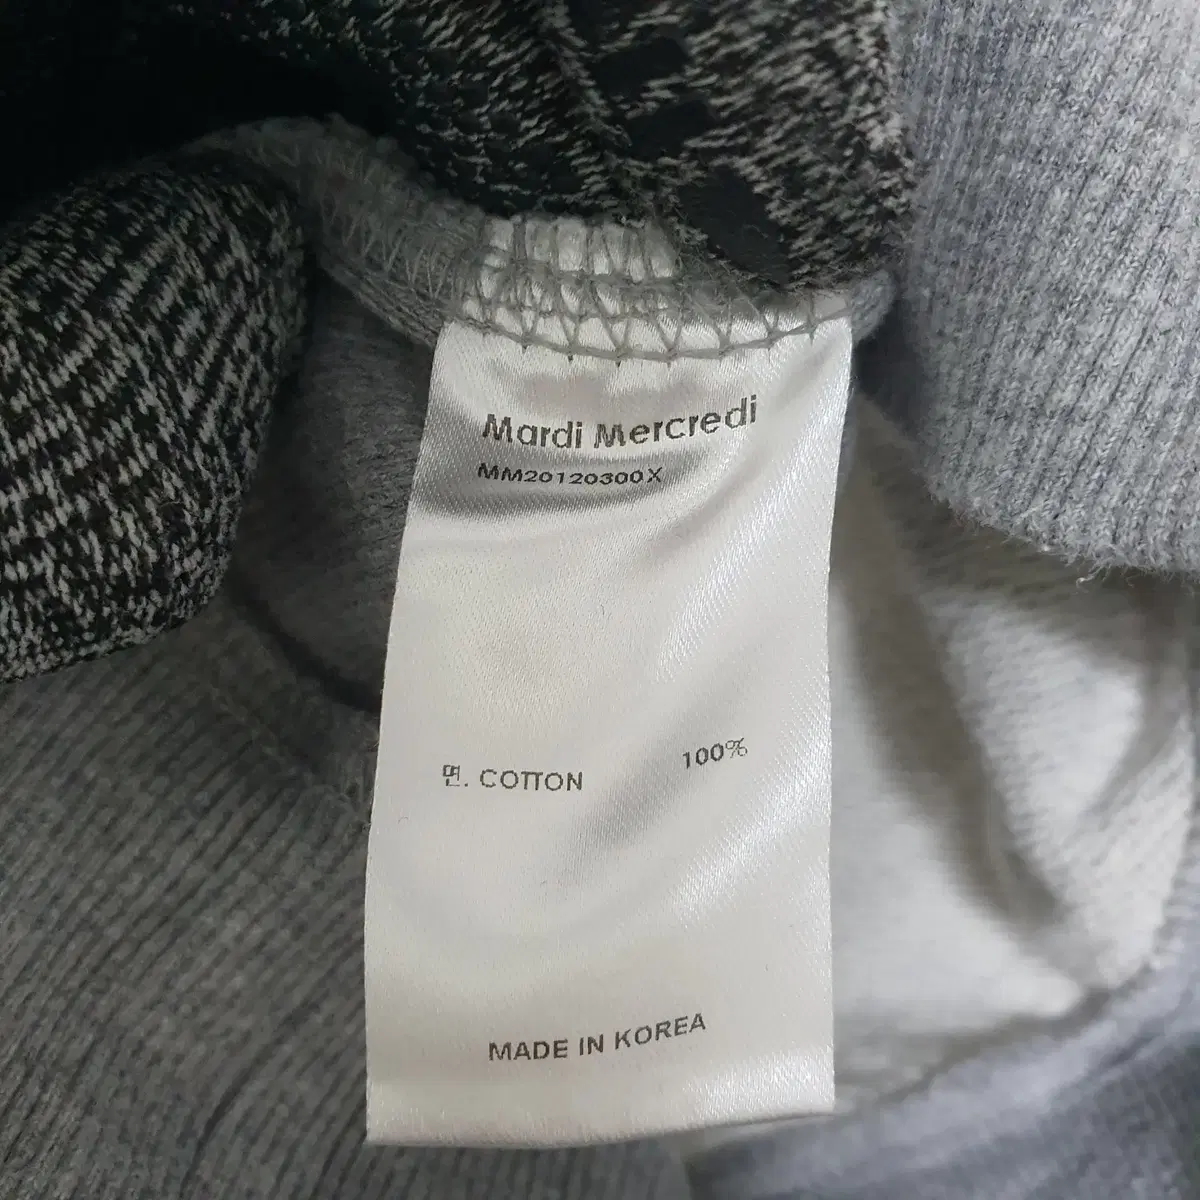 Mardi Mercredi
MM20120300X
면. COTTON 100%
MADE IN KOREA